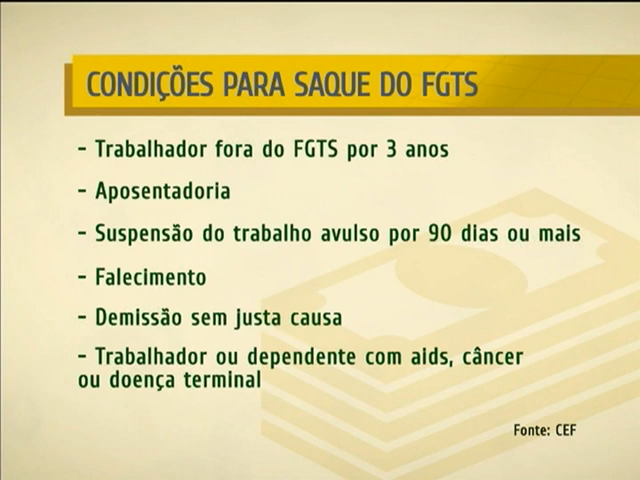 CONDIÇÕES PARA SAQUE DO FGTS
- Trabalhador fora do FGTS por 3 anos
- Aposentadoria
- Suspensão do trabalho avulso por 90 dias ou mais
- Falecimento
- Demissão sem justa causa
- Trabalhador ou dependente com aids, câncer
ou doença terminal
Fonte: CEF